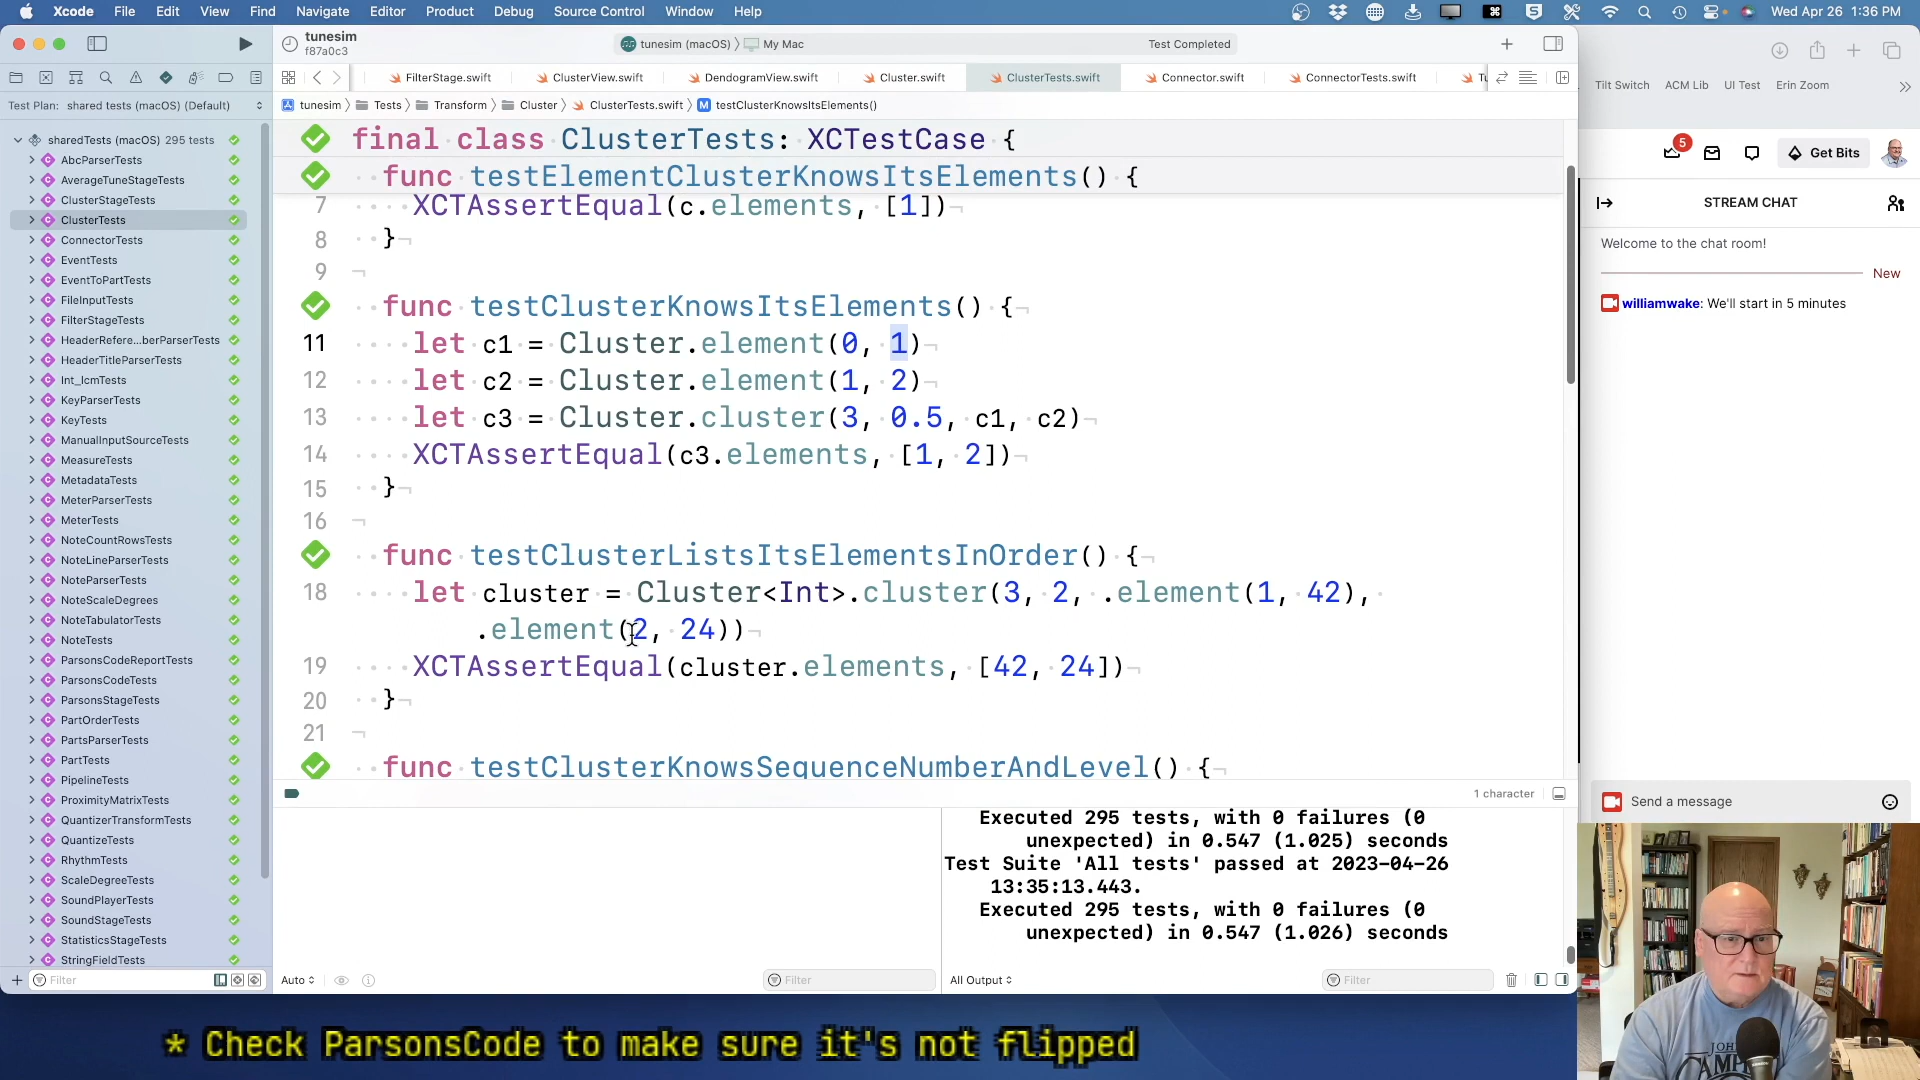 Xcode File Edit View Find Navigate Editor Product Debug Source Control Window Help
Wed Apr 26 1:36 PM
tunesim
f87a0c3
tunesim (macOS) 〉 My Mac
Test Completed
FilterStage.swift ClusterView.swift DendogramView.swift Cluster.swift ClusterTests.swift Connector.swift ConnectorTests.swift
Test Plan: shared tests (macOS) (Default)
tunesim 〉 Tests 〉 Transform 〉 Cluster 〉 ClusterTests.swift 〉 M testClusterKnowsItsElements()
sharedTests (macOS) 295 tests
AbcParserTests
AverageTuneStageTests
ClusterStageTests
ClusterTests
ConnectorTests
EventTests
EventToPartTests
FileInputTests
FilterStageTests
HeaderRefere...berParserTests
HeaderTitleParserTests
Int_lcmTests
KeyParserTests
KeyTests
ManualInputSourceTests
MeasureTests
MetadataTests
MeterParserTests
MeterTests
NoteCountRowsTests
NoteLineParserTests
NoteParserTests
NoteScaleDegrees
NoteTabulatorTests
NoteTests
ParsonsCodeReportTests
ParsonsCodeTests
ParsonsStageTests
PartOrderTests
PartsParserTests
PartTests
PipelineTests
ProximityMatrixTests
QuantizerTransformTests
QuantizeTests
RhythmTests
ScaleDegreeTests
SoundPlayerTests
SoundStageTests
StatisticsStageTests
StringFieldTests
Filter
final class ClusterTests: XCTestCase {
func testElementClusterKnowsItsElements() {
7 XCTAssertEqual(c.elements, [1])
8 }
9
func testClusterKnowsItsElements() {
11 let c1 = Cluster.element(0, 1)
12 let c2 = Cluster.element(1, 2)
13 let c3 = Cluster.cluster(3, 0.5, c1, c2)
14 XCTAssertEqual(c3.elements, [1, 2])
15 }
16
func testClusterListsItsElementsInOrder() {
18 let cluster = Cluster<Int>.cluster(3, 2, .element(1, 42),
.element(2, 24))
19 XCTAssertEqual(cluster.elements, [42, 24])
20 }
21
func testClusterKnowsSequenceNumberAndLevel() {
1 character
Executed 295 tests, with 0 failures (0
unexpected) in 0.547 (1.025) seconds
Test Suite 'All tests' passed at 2023-04-26
13:35:13.443.
Executed 295 tests, with 0 failures (0
unexpected) in 0.547 (1.026) seconds
Auto Filter All Output Filter
Tilt Switch ACM Lib UI Test Erin Zoom
5
Get Bits
STREAM CHAT
Welcome to the chat room!
New
williamwake: We'll start in 5 minutes
Send a message
* Check ParsonsCode to make sure it's not flipped